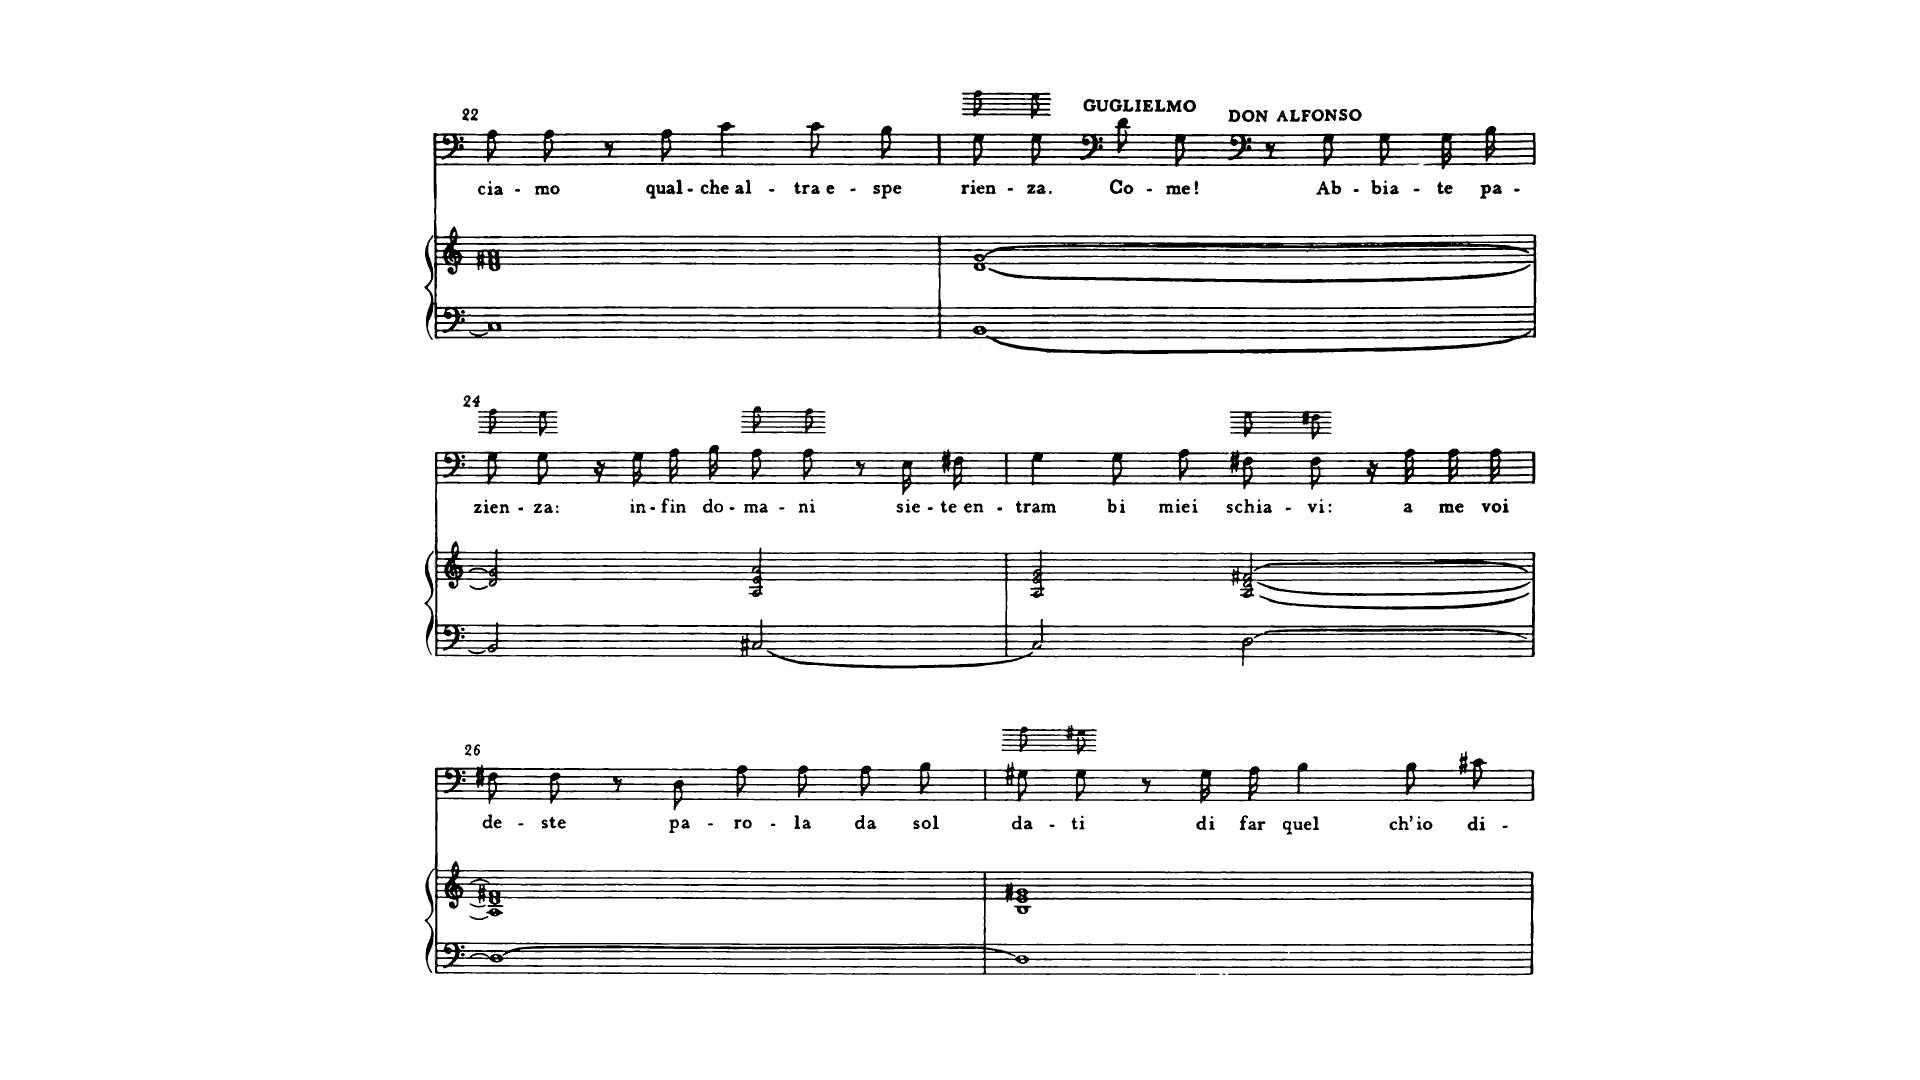 22 GUGLIELMO DON ALFONSO
cia - mo qual - che al - tra e - spe rien - za. Co - me! Ab - bia - te pa -
24
zien - za: in - fin do - ma - ni sie - te en - tram bi miei schia - vi: a me voi
26
de - ste pa - ro - la da sol da - ti di far quel ch'io di -